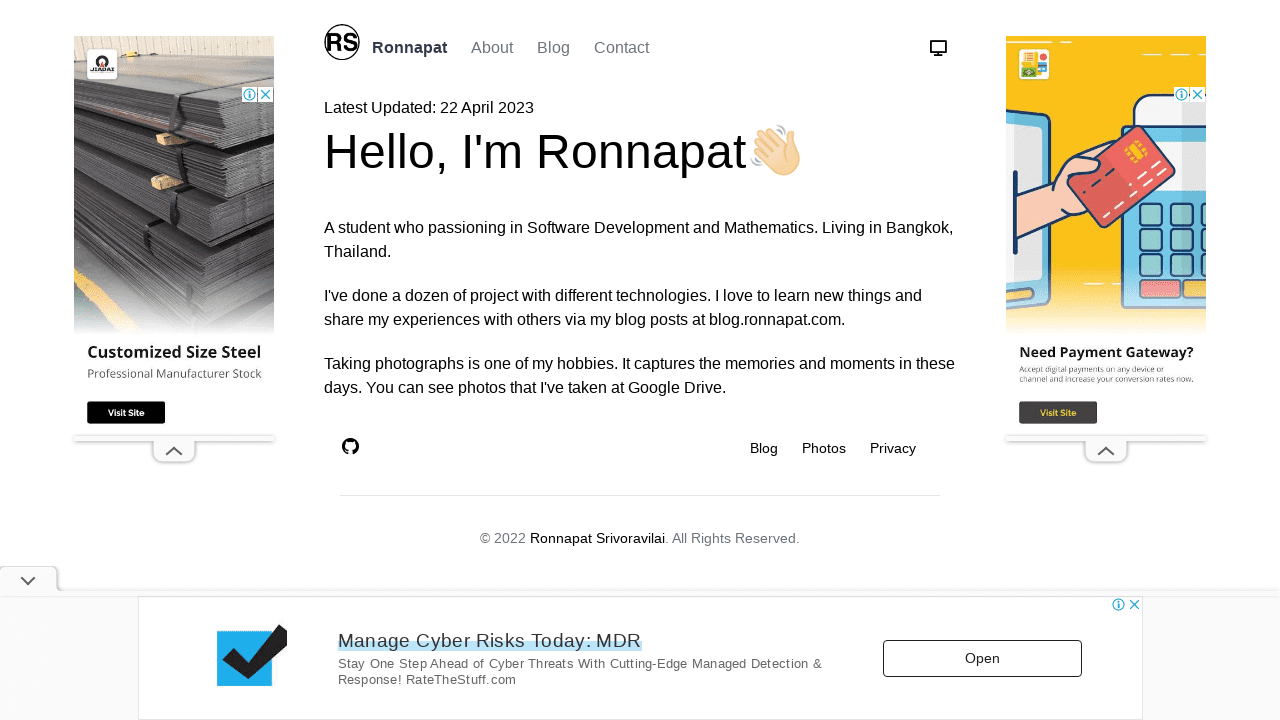 RS Ronnapat About Blog Contact
Latest Updated: 22 April 2023
Hello, I'm Ronnapat
A student who passioning in Software Development and Mathematics. Living in Bangkok,
Thailand.
I've done a dozen of project with different technologies. I love to learn new things and
share my experiences with others via my blog posts at blog.ronnapat.com.
Taking photographs is one of my hobbies. It captures the memories and moments in these
days. You can see photos that I've taken at Google Drive.
Blog Photos Privacy
© 2022 Ronnapat Srivoravilai. All Rights Reserved.
JINDAI
Customized Size Steel
Professional Manufacturer Stock
Visit Site
Need Payment Gateway?
Accept digital payments on any device or
channel and increase your conversion rates now.
Visit Site
Manage Cyber Risks Today: MDR
Stay One Step Ahead of Cyber Threats With Cutting-Edge Managed Detection &
Response! RateTheStuff.com
Open